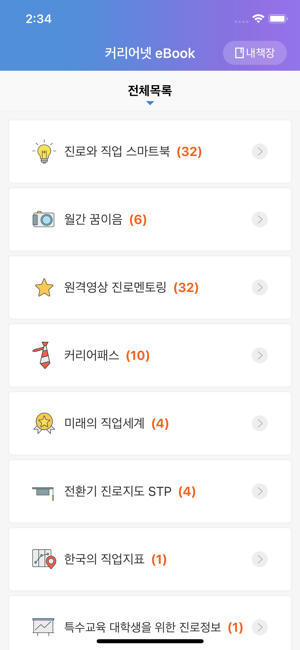 2:34
커리어넷 eBook
내책장
전체목록
진로와 직업 스마트북 (32)
월간 꿈이음 (6)
원격영상 진로멘토링 (32)
커리어패스 (10)
미래의 직업세계 (4)
전환기 진로지도 STP (4)
한국의 직업지표 (1)
특수교육 대학생을 위한 진로정보 (1)